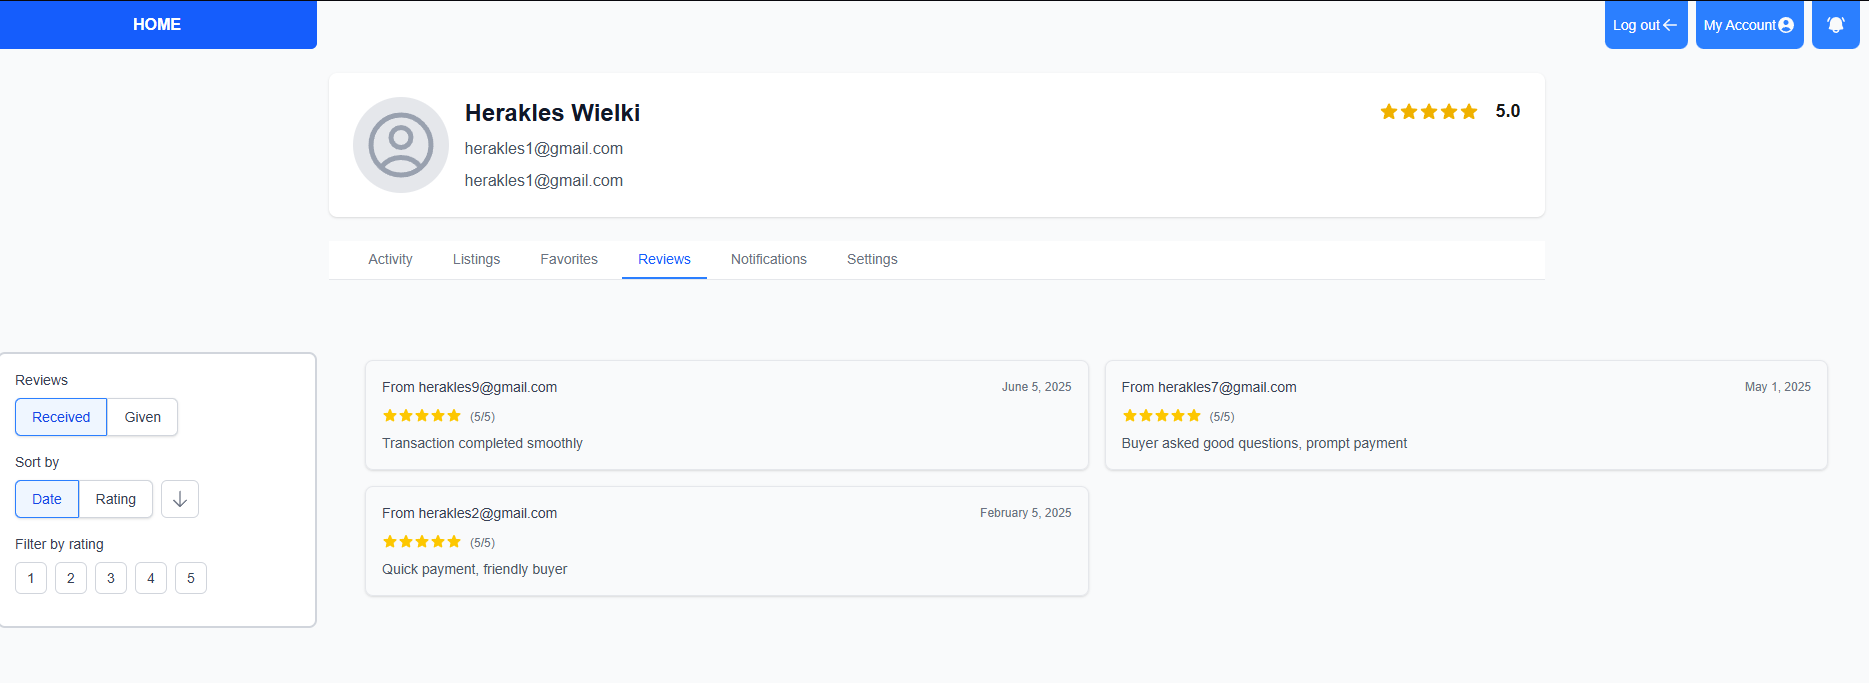 HOME
Log out
My Account
Herakles Wielki
5.0
herakles1@gmail.com
herakles1@gmail.com
Activity Listings Favorites Reviews Notifications Settings
Reviews
Received Given
Sort by
Date Rating
Filter by rating
1 2 3 4 5
From herakles9@gmail.com June 5, 2025
(5/5)
Transaction completed smoothly
From herakles7@gmail.com May 1, 2025
(5/5)
Buyer asked good questions, prompt payment
From herakles2@gmail.com February 5, 2025
(5/5)
Quick payment, friendly buyer